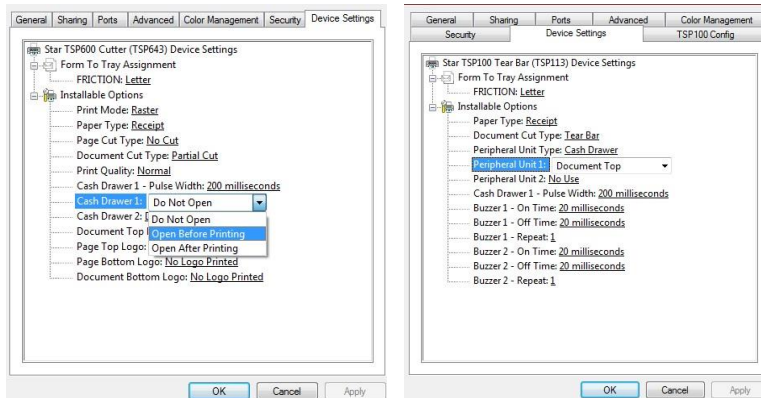 General Sharing Ports Advanced Color Management Security Device Settings
Star TSP600 Cutter (TSP643) Device Settings
Form To Tray Assignment
FRICTION: Letter
Installable Options
Print Mode: Raster
Paper Type: Receipt
Page Cut Type: No Cut
Document Cut Type: Partial Cut
Print Quality: Normal
Cash Drawer 1 - Pulse Width: 200 milliseconds
Cash Drawer 1: Do Not Open
Cash Drawer 2:
Do Not Open
Document Top
Open Before Printing
Page Top Logo:
Open After Printing
Page Bottom Logo: No Logo Printed
Document Bottom Logo: No Logo Printed
OK Cancel Apply
General Sharing Ports Advanced Color Management
Security Device Settings TSP100 Config
Star TSP100 Tear Bar (TSP113) Device Settings
Form To Tray Assignment
FRICTION: Letter
Installable Options
Paper Type: Receipt
Document Cut Type: Tear Bar
Peripheral Unit Type: Cash Drawer
Peripheral Unit 1: Document Top
Peripheral Unit 2: No Use
Cash Drawer 1 - Pulse Width: 200 milliseconds
Buzzer 1 - On Time: 20 milliseconds
Buzzer 1 - Off Time: 20 milliseconds
Buzzer 1 - Repeat: 1
Buzzer 2 - On Time: 20 milliseconds
Buzzer 2 - Off Time: 20 milliseconds
Buzzer 2 - Repeat: 1
OK Cancel Apply